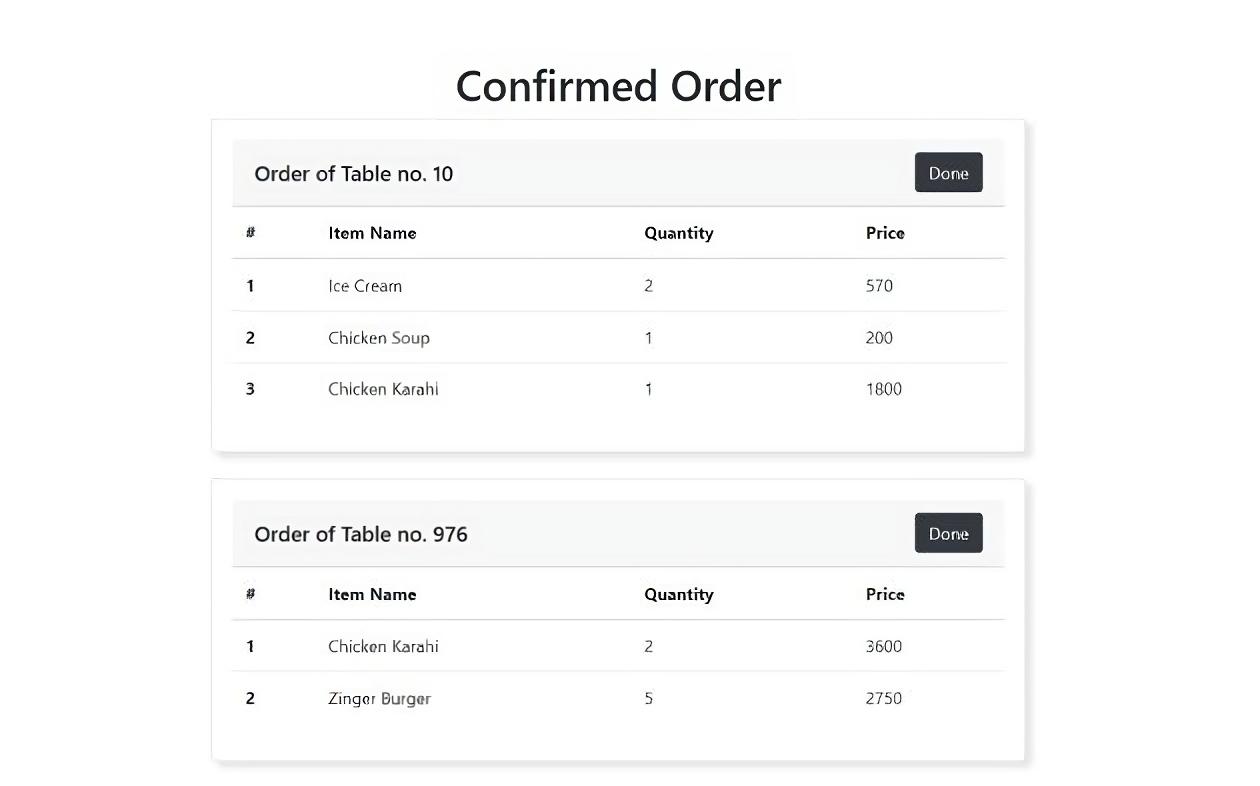 Confirmed Order
Order of Table no. 10 Done
# Item Name Quantity Price
1 Ice Cream 2 570
2 Chicken Soup 1 200
3 Chicken Karahi 1 1800
Order of Table no. 976 Done
# Item Name Quantity Price
1 Chicken Karahi 2 3600
2 Zinger Burger 5 2750